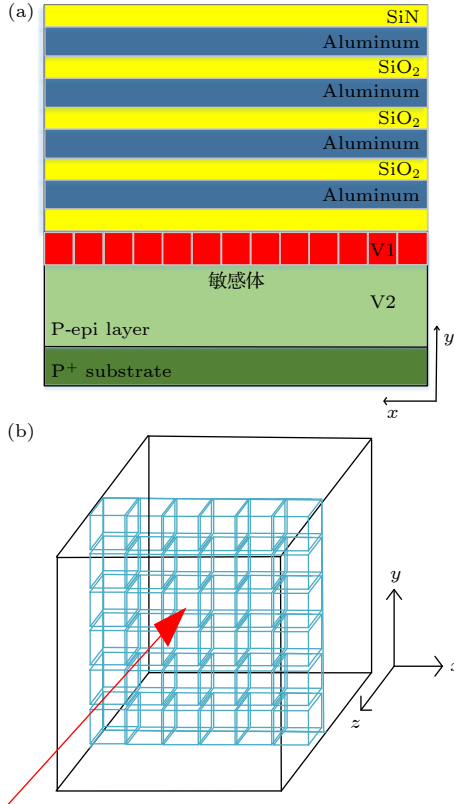 (a)
SiN
Aluminum
SiO₂
Aluminum
SiO₂
Aluminum
SiO₂
Aluminum
V1
敏感体
V2
P-epi layer
P⁺ substrate
y
x
(b)
y
x
z